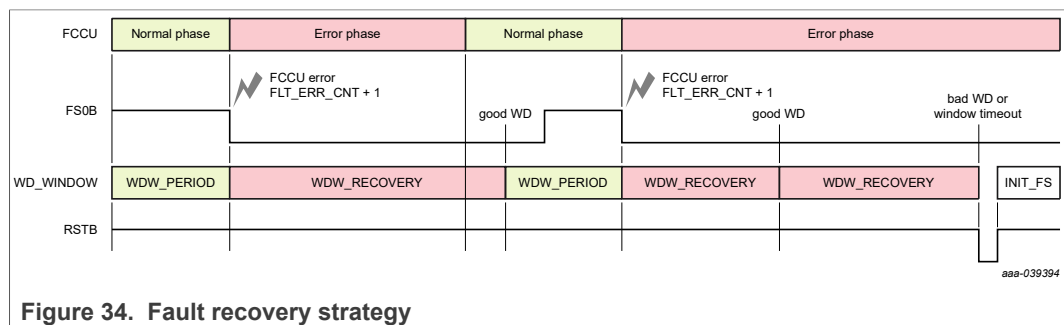 FCCU
Normal phase
Error phase
Normal phase
Error phase
FCCU error
FLT_ERR_CNT + 1
FCCU error
FLT_ERR_CNT + 1
FS0B
good WD
good WD
bad WD or
window timeout
WD_WINDOW
WDW_PERIOD
WDW_RECOVERY
WDW_PERIOD
WDW_RECOVERY
WDW_RECOVERY
INIT_FS
RSTB
aaa-039394
Figure 34. Fault recovery strategy